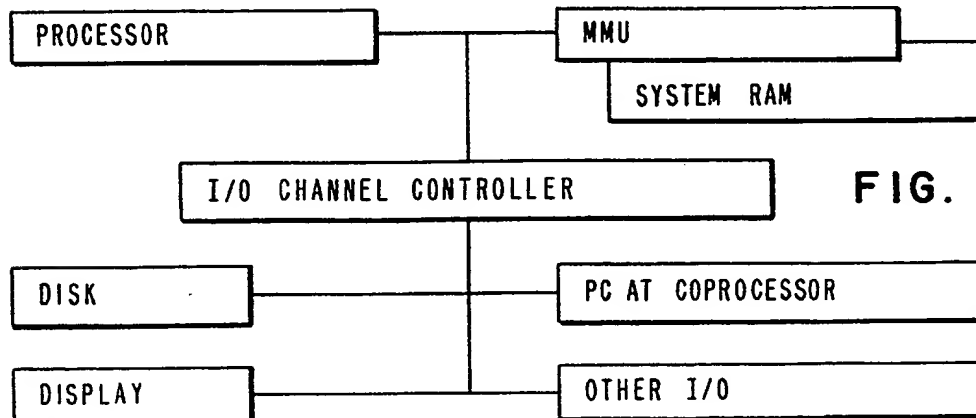 PROCESSOR
MMU
SYSTEM RAM
I/O CHANNEL CONTROLLER
FIG.
DISK
PC AT COPROCESSOR
DISPLAY
OTHER I/O